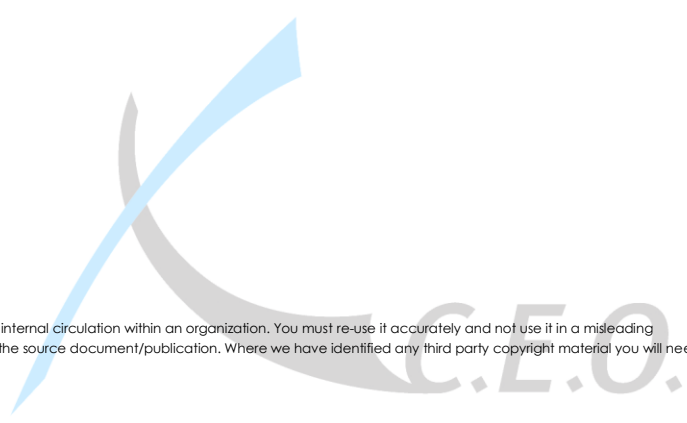 internal circulation within an organization. You must re-use it accurately and not use it in a misleading
the source document/publication. Where we have identified any third party copyright material you will
C.E.O.